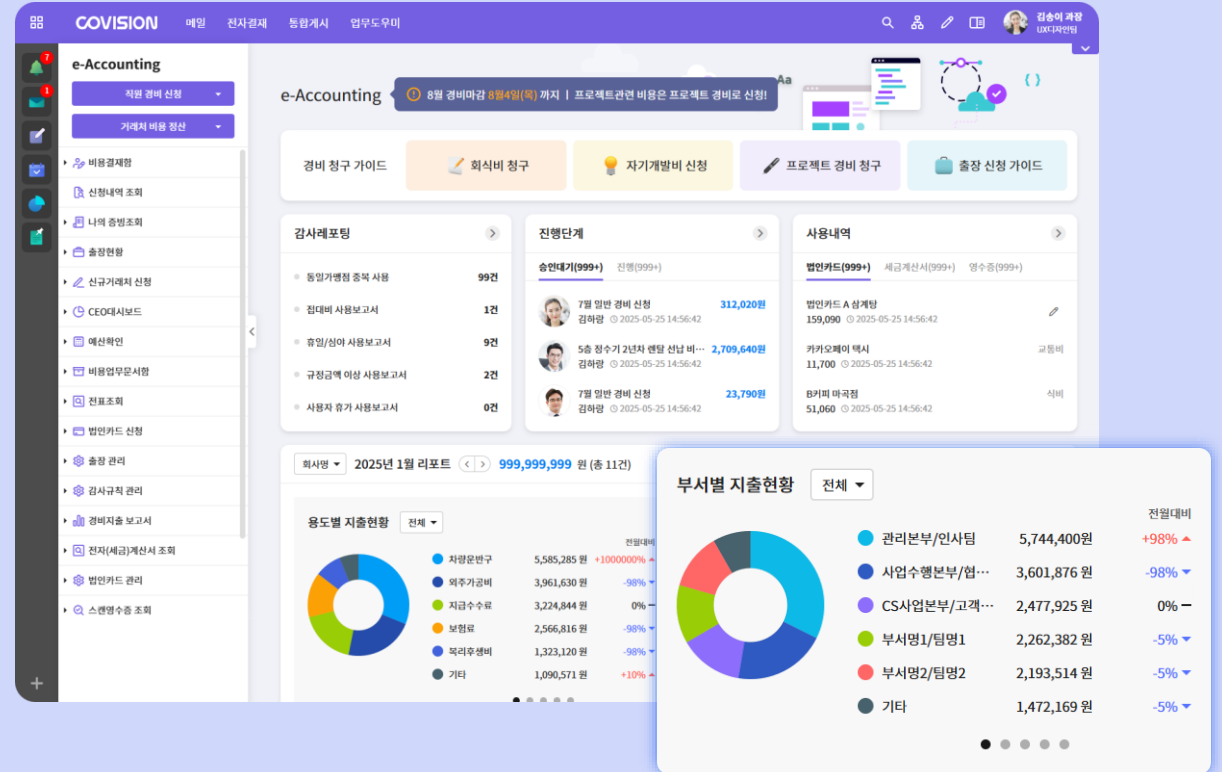 COVISION 메일 전자결재 통합게시 업무도우미
김송이 과장
UX디자인팀
7
1
e-Accounting
직원 경비 신청
거래처 비용 정산
비용결재함
신청내역 조회
나의 증빙조회
출장현황
신규거래처 신청
CEO대시보드
예산확인
비용업무문서함
전표조회
법인카드 신청
출장 관리
감사규칙 관리
경비지출 보고서
전자(세금)계산서 조회
법인카드 관리
스캔영수증 조회
e-Accounting
8월 경비마감 8월4일(목) 까지 | 프로젝트관련 비용은 프로젝트 경비로 신청!
Aa
경비 청구 가이드 회식비 청구 자기개발비 신청 프로젝트 경비 청구 출장 신청 가이드
감사레포팅
동일가맹점 중복 사용 99건
접대비 사용보고서 1건
휴일/심야 사용보고서 9건
규정금액 이상 사용보고서 2건
사용자 휴가 사용보고서 0건
진행단계
승인대기(999+) 진행(999+)
7월 일반 경비 신청 312,020원
김하랑 2025-05-25 14:56:42
5층 정수기 2년차 렌탈 선납 비··· 2,709,640원
김하랑 2025-05-25 14:56:42
7월 일반 경비 신청 23,790원
김하랑 2025-05-25 14:56:42
사용내역
법인카드(999+) 세금계산서(999+) 영수증(999+)
법인카드 A 삼계탕
159,090 2025-05-25 14:56:42
카카오페이 택시 교통비
11,700 2025-05-25 14:56:42
B커피 마곡점 식비
51,060 2025-05-25 14:56:42
회사명 2025년 1월 리포트 999,999,999 원 (총 11건)
용도별 지출현황 전체
전월대비
차량운반구 5,585,285 원 +1000000%
외주가공비 3,961,630 원 -98%
지급수수료 3,224,844 원 0%
보험료 2,566,816 원 -98%
복리후생비 1,323,120 원 -98%
기타 1,090,571 원 +10%
부서별 지출현황 전체
전월대비
관리본부/인사팀 5,744,400원 +98%
사업수행본부/협··· 3,601,876 원 -98%
CS사업본부/고객··· 2,477,925 원 0%
부서명1/팀명1 2,262,382 원 -5%
부서명2/팀명2 2,193,514 원 -5%
기타 1,472,169 원 -5%